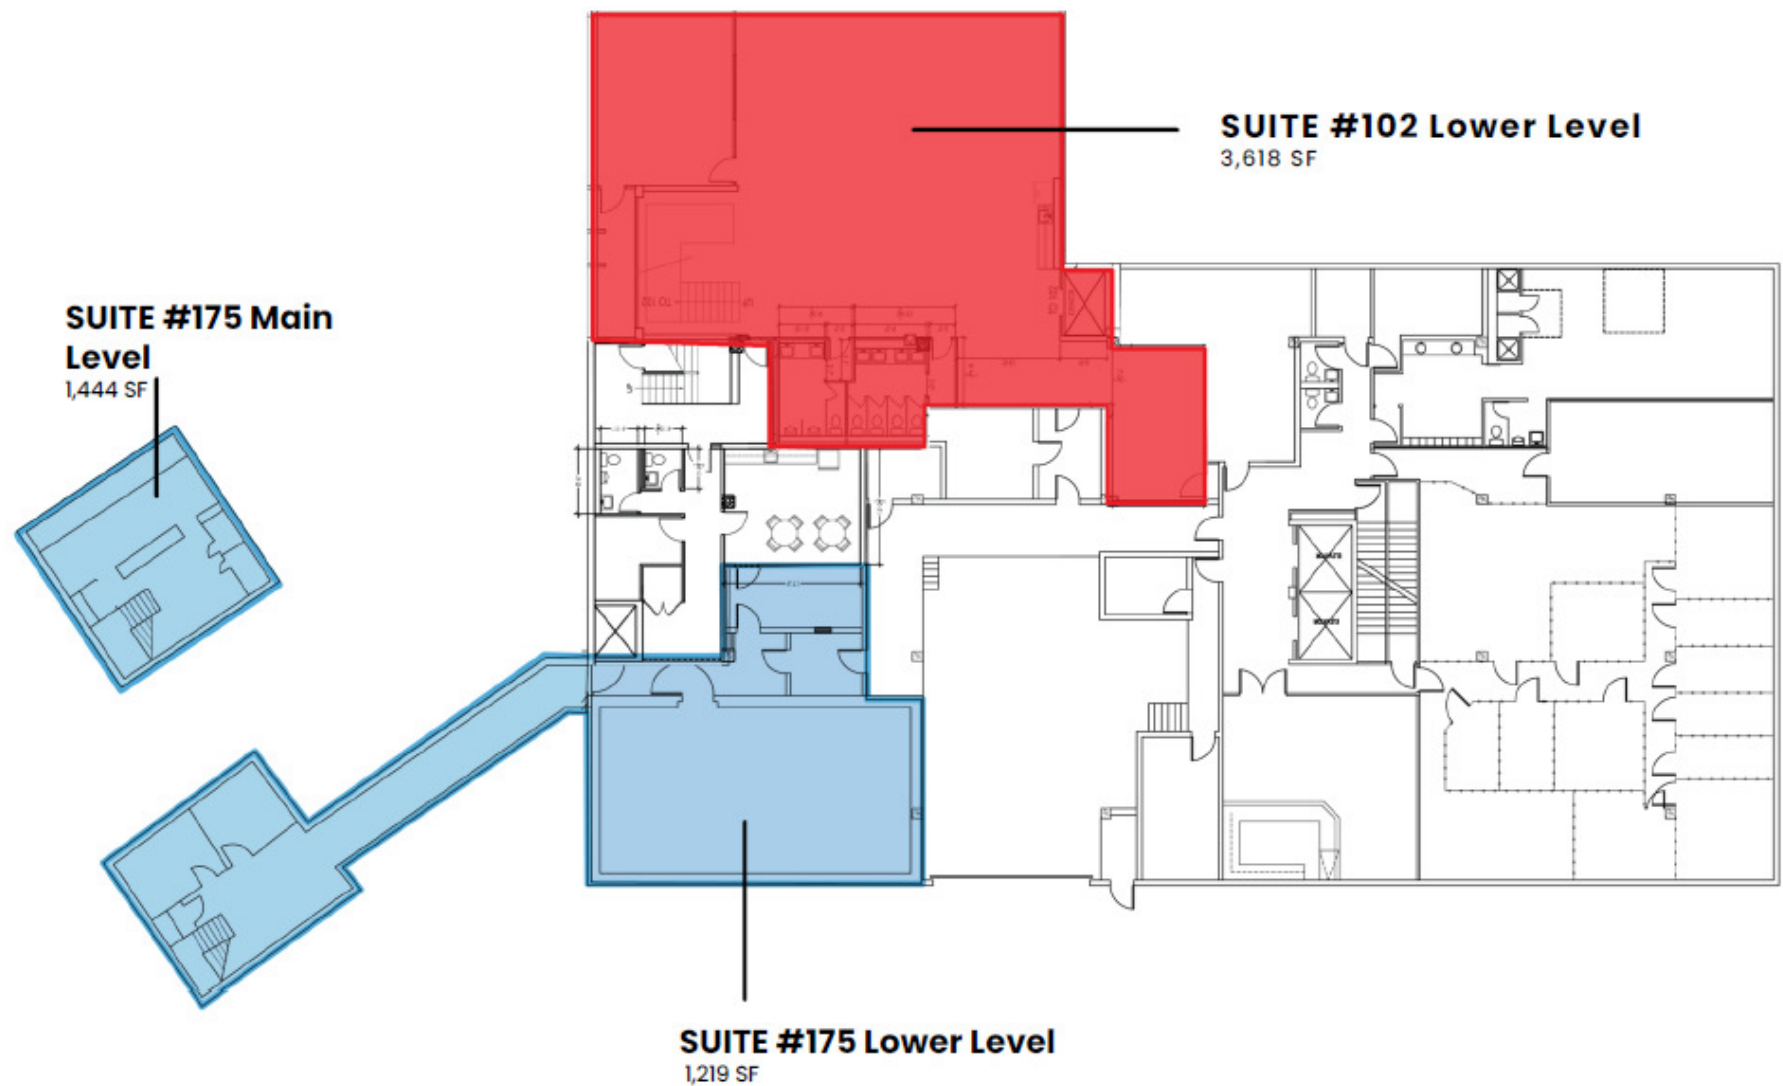 SUITE #102 Lower Level
3,618 SF
SUITE #175 Main
Level
1,444 SF
SUITE #175 Lower Level
1,219 SF